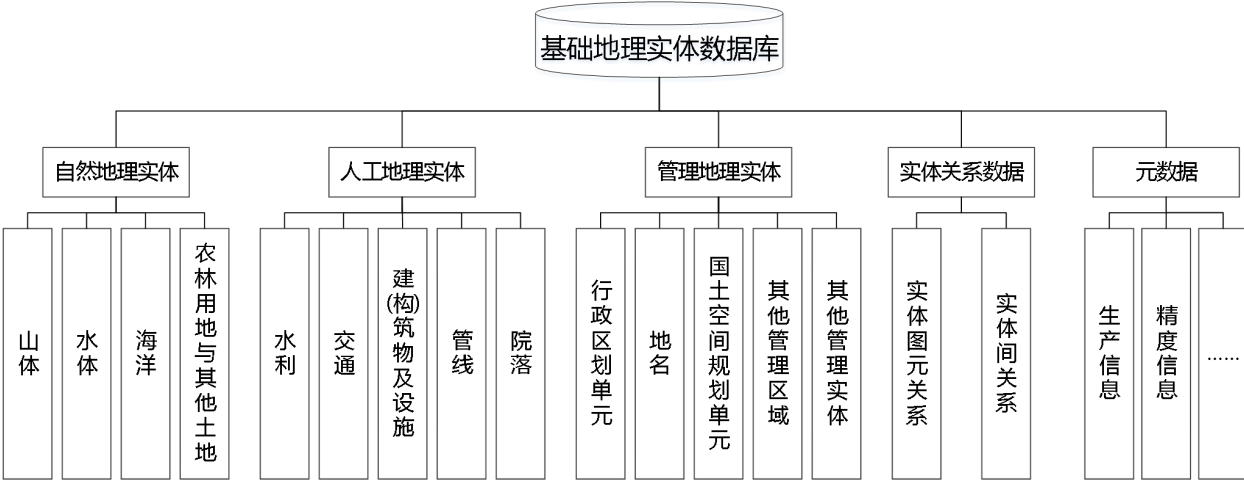 基础地理实体数据库
自然地理实体
人工地理实体
管理地理实体
实体关系数据
元数据
山体
水体
海洋
农林用地与其他土地
水利
交通
建(构)筑物及设施
管线
院落
行政区划单元
地名
国土空间规划单元
其他管理区域
其他管理实体
实体图元关系
实体间关系
生产信息
精度信息
……